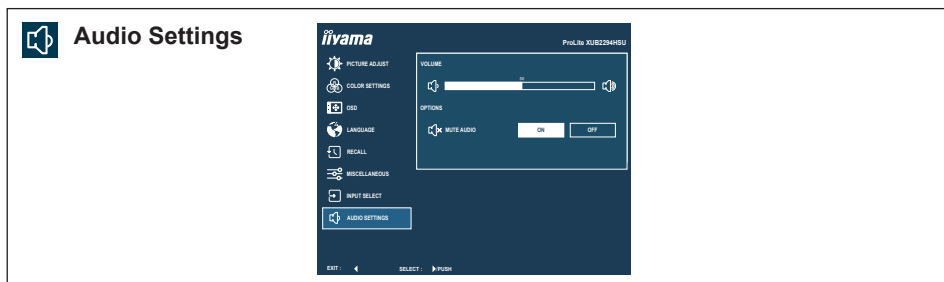 Audio Settings
iiyama
ProLite XUB2294HSU
PICTURE ADJUST
COLOR SETTINGS
OSD
LANGUAGE
RECALL
MISCELLANEOUS
INPUT SELECT
AUDIO SETTINGS
VOLUME
50
OPTIONS
MUTE AUDIO ON OFF
EXIT : SELECT : /PUSH